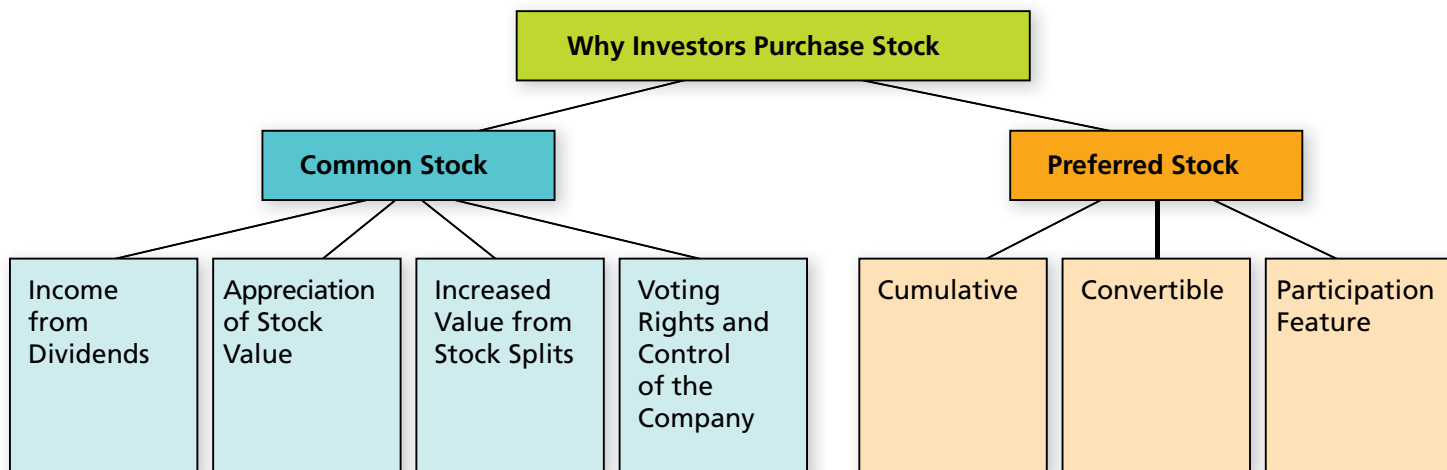 Why Investors Purchase Stock
Common Stock
Preferred Stock
Income
from
Dividends
Appreciation
of Stock
Value
Increased
Value from
Stock Splits
Voting
Rights and
Control
of the
Company
Cumulative
Convertible
Participation
Feature